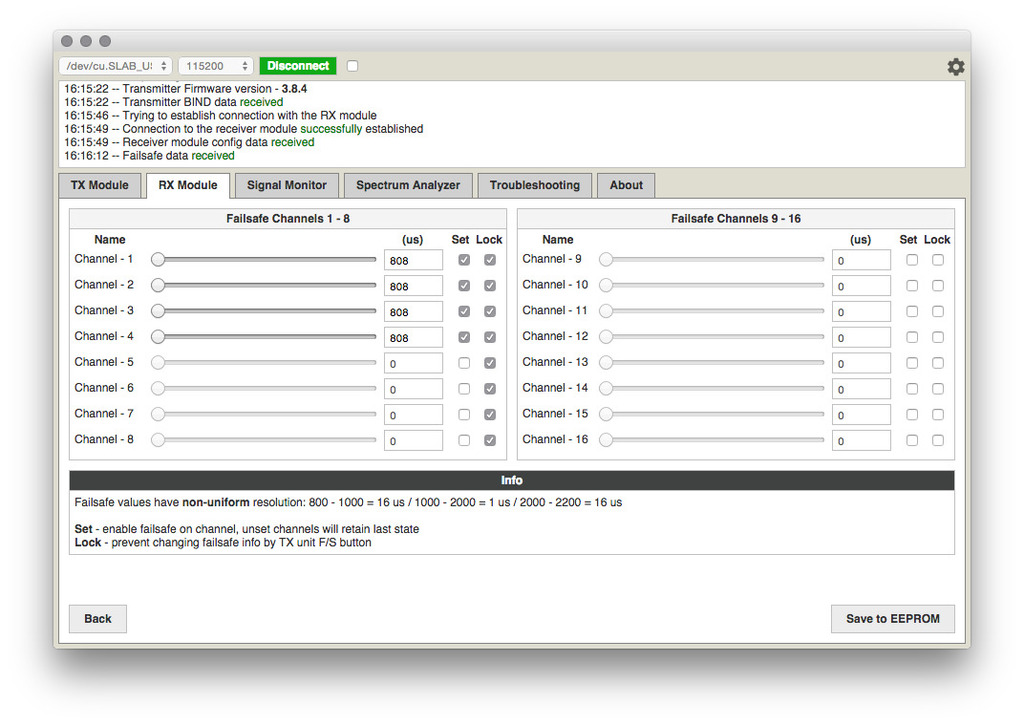 /dev/cu.SLAB_U 115200 Disconnect
16:15:22 -- Transmitter Firmware version - 3.8.4
16:15:22 -- Transmitter BIND data received
16:15:46 -- Trying to establish connection with the RX module
16:15:49 -- Connection to the receiver module successfully established
16:15:49 -- Receiver module config data received
16:16:12 -- Failsafe data received
TX Module RX Module Signal Monitor Spectrum Analyzer Troubleshooting About
Failsafe Channels 1 - 8
Name (us) Set Lock
Channel - 1 808
Channel - 2 808
Channel - 3 808
Channel - 4 808
Channel - 5 0
Channel - 6 0
Channel - 7 0
Channel - 8 0
Failsafe Channels 9 - 16
Name (us) Set Lock
Channel - 9 0
Channel - 10 0
Channel - 11 0
Channel - 12 0
Channel - 13 0
Channel - 14 0
Channel - 15 0
Channel - 16 0
Info
Failsafe values have non-uniform resolution: 800 - 1000 = 16 us / 1000 - 2000 = 1 us / 2000 - 2200 = 16 us
Set - enable failsafe on channel, unset channels will retain last state
Lock - prevent changing failsafe info by TX unit F/S button
Back Save to EEPROM